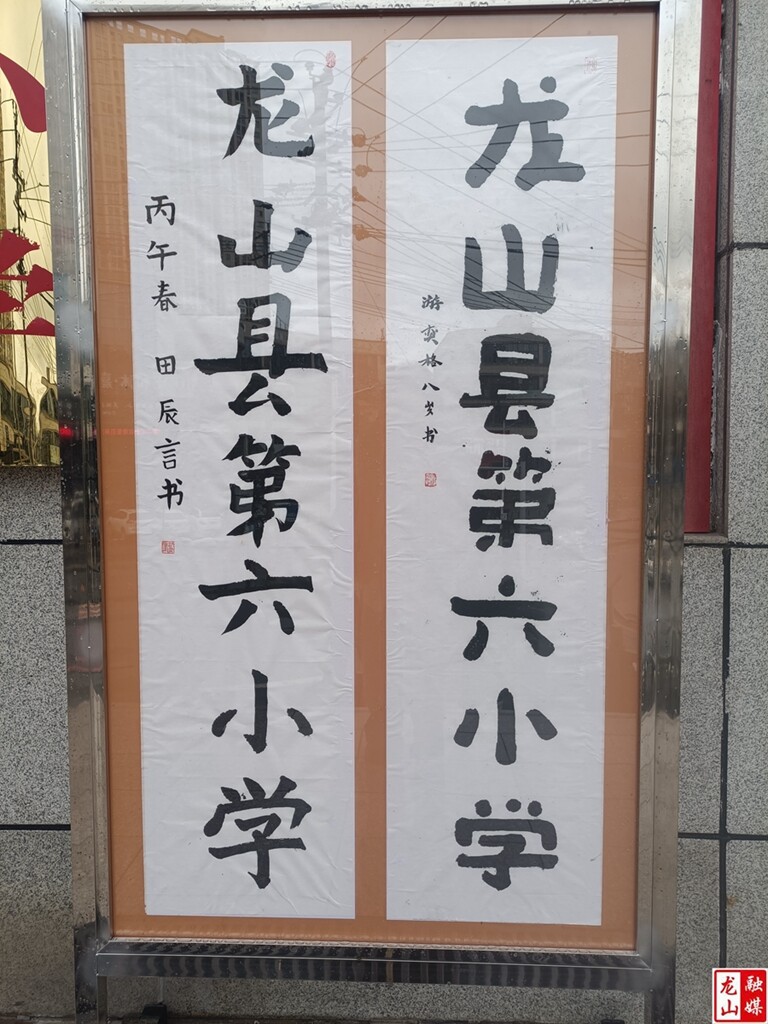 龙山县第六小学
游奕格八岁书
龙山县第六小学
丙午春 田辰言书
龙山
融媒